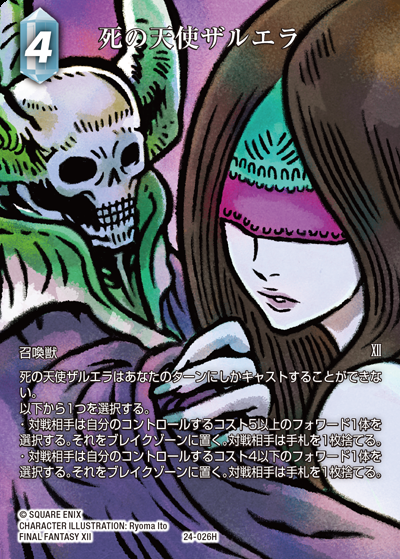 4
死の天使ザルエラ
召喚獣 XII
死の天使ザルエラはあなたのターンにしかキャストすることができな
い。
以下から1つを選択する。
・対戦相手は自分のコントロールするコスト5以上のフォワード1体を
選択する。それをブレイクゾーンに置く。対戦相手は手札を1枚捨てる。
・対戦相手は自分のコントロールするコスト4以下のフォワード1体を
選択する。それをブレイクゾーンに置く。対戦相手は手札を1枚捨てる。
© SQUARE ENIX
CHARACTER ILLUSTRATION: Ryoma Ito
FINAL FANTASY XII 24-026H